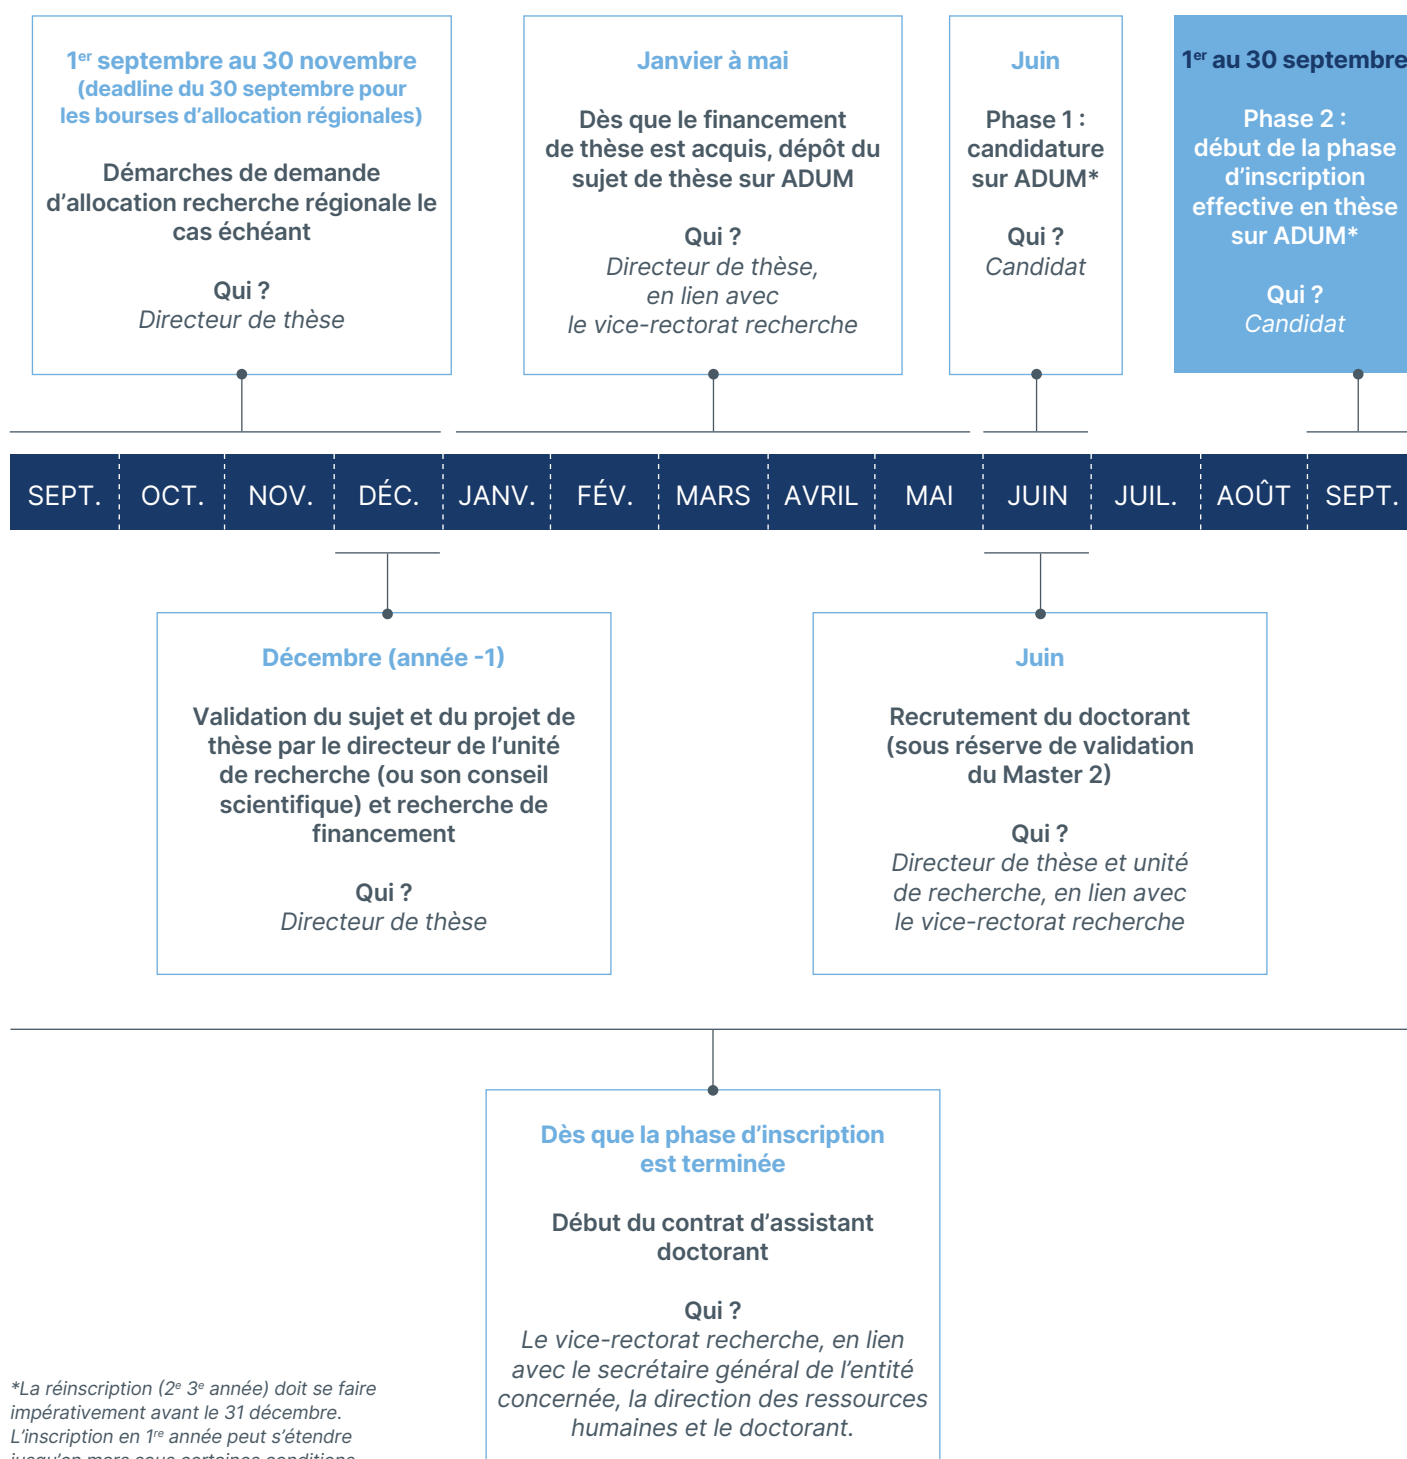 1er septembre au 30 novembre
(deadline du 30 septembre pour
les bourses d'allocation régionales)
Démarches de demande
d'allocation recherche régionale le
cas échéant
Qui ?
Directeur de thèse
Janvier à mai
Dès que le financement
de thèse est acquis, dépôt du
sujet de thèse sur ADUM
Qui ?
Directeur de thèse,
en lien avec
le vice-rectorat recherche
Juin
Phase 1 :
candidature
sur ADUM*
Qui ?
Candidat
1er au 30 septembre
Phase 2 :
début de la phase
d'inscription
effective en thèse
sur ADUM*
Qui ?
Candidat
SEPT. OCT. NOV. DÉC. JANV. FÉV. MARS AVRIL MAI JUIN JUIL. AOÛT SEPT.
Décembre (année -1)
Validation du sujet et du projet de
thèse par le directeur de l'unité
de recherche (ou son conseil
scientifique) et recherche de
financement
Qui ?
Directeur de thèse
Juin
Recrutement du doctorant
(sous réserve de validation
du Master 2)
Qui ?
Directeur de thèse et unité
de recherche, en lien avec
le vice-rectorat recherche
Dès que la phase d'inscription
est terminée
Début du contrat d'assistant
doctorant
Qui ?
Le vice-rectorat recherche, en lien
avec le secrétaire général de l'entité
concernée, la direction des ressources
humaines et le doctorant.
*La réinscription (2e 3e année) doit se faire
impérativement avant le 31 décembre.
L'inscription en 1re année peut s'étendre
jusqu'en mars sous certaines conditions